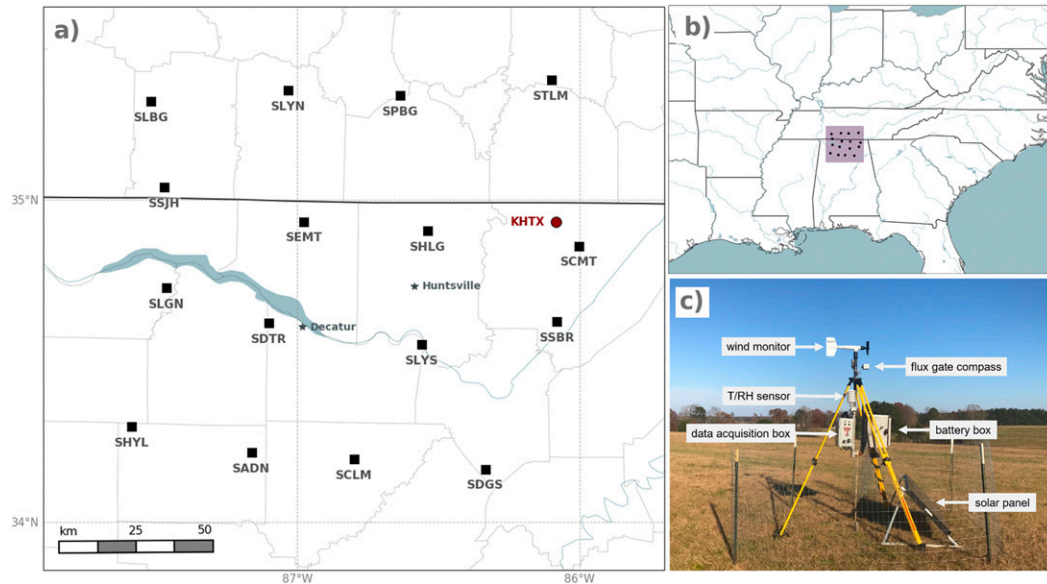 a)
SLBG
SLYN
SPBG
STLM
SSJH
35°N
SEMT
SHLG
KHTX
SCMT
SLGN
Huntsville
SDTR
Decatur
SLYS
SSBR
SHYL
SADN
SCLM
SDGS
34°N
km 25 50
87°W
86°W
b)
c)
wind monitor
flux gate compass
T/RH sensor
data acquisition box
battery box
solar panel